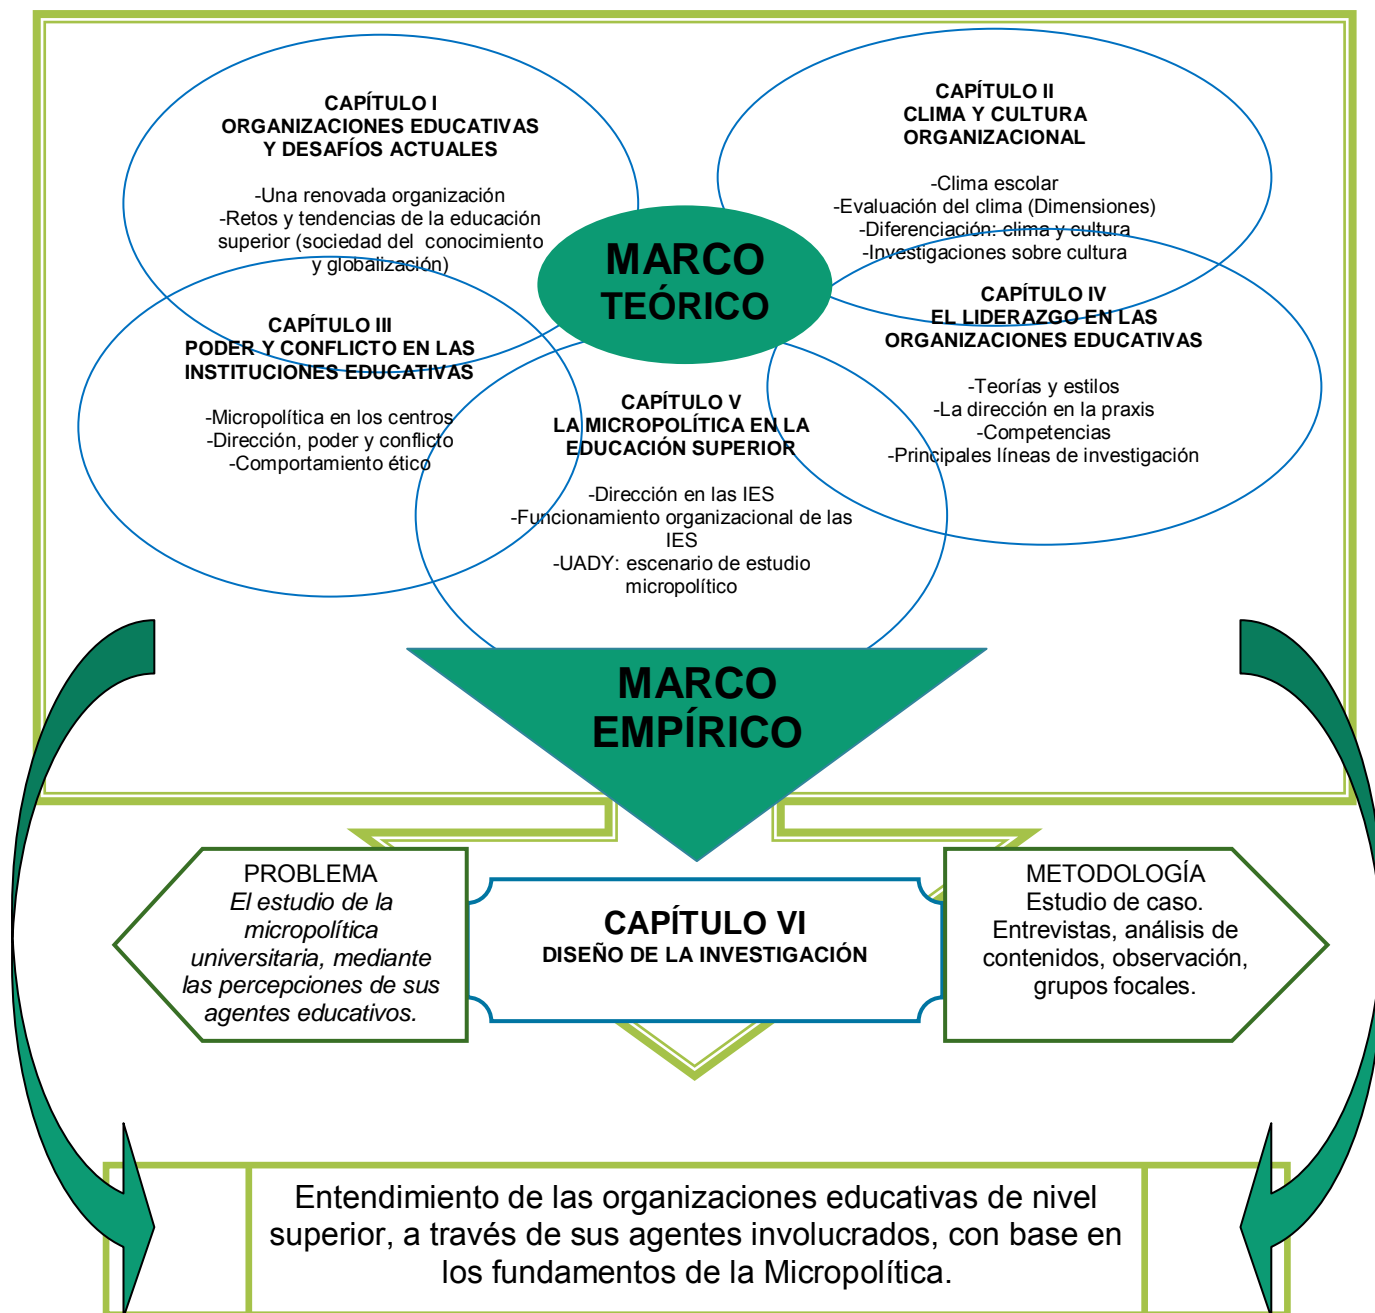 CAPÍTULO I
ORGANIZACIONES EDUCATIVAS
Y DESAFÍOS ACTUALES
-Una renovada organización
-Retos y tendencias de la educación
superior (sociedad del conocimiento
y globalización)
CAPÍTULO II
CLIMA Y CULTURA
ORGANIZACIONAL
-Clima escolar
-Evaluación del clima (Dimensiones)
-Diferenciación: clima y cultura
-Investigaciones sobre cultura
MARCO
TEÓRICO
CAPÍTULO III
PODER Y CONFLICTO EN LAS
INSTITUCIONES EDUCATIVAS
-Micropolítica en los centros
-Dirección, poder y conflicto
-Comportamiento ético
CAPÍTULO IV
EL LIDERAZGO EN LAS
ORGANIZACIONES EDUCATIVAS
-Teorías y estilos
-La dirección en la praxis
-Competencias
-Principales líneas de investigación
CAPÍTULO V
LA MICROPOLÍTICA EN LA
EDUCACIÓN SUPERIOR
-Dirección en las IES
-Funcionamiento organizacional de las
IES
-UADY: escenario de estudio
micropolítico
MARCO
EMPÍRICO
PROBLEMA
El estudio de la
micropolítica
universitaria, mediante
las percepciones de sus
agentes educativos.
CAPÍTULO VI
DISEÑO DE LA INVESTIGACIÓN
METODOLOGÍA
Estudio de caso.
Entrevistas, análisis de
contenidos, observación,
grupos focales.
Entendimiento de las organizaciones educativas de nivel
superior, a través de sus agentes involucrados, con base en
los fundamentos de la Micropolítica.